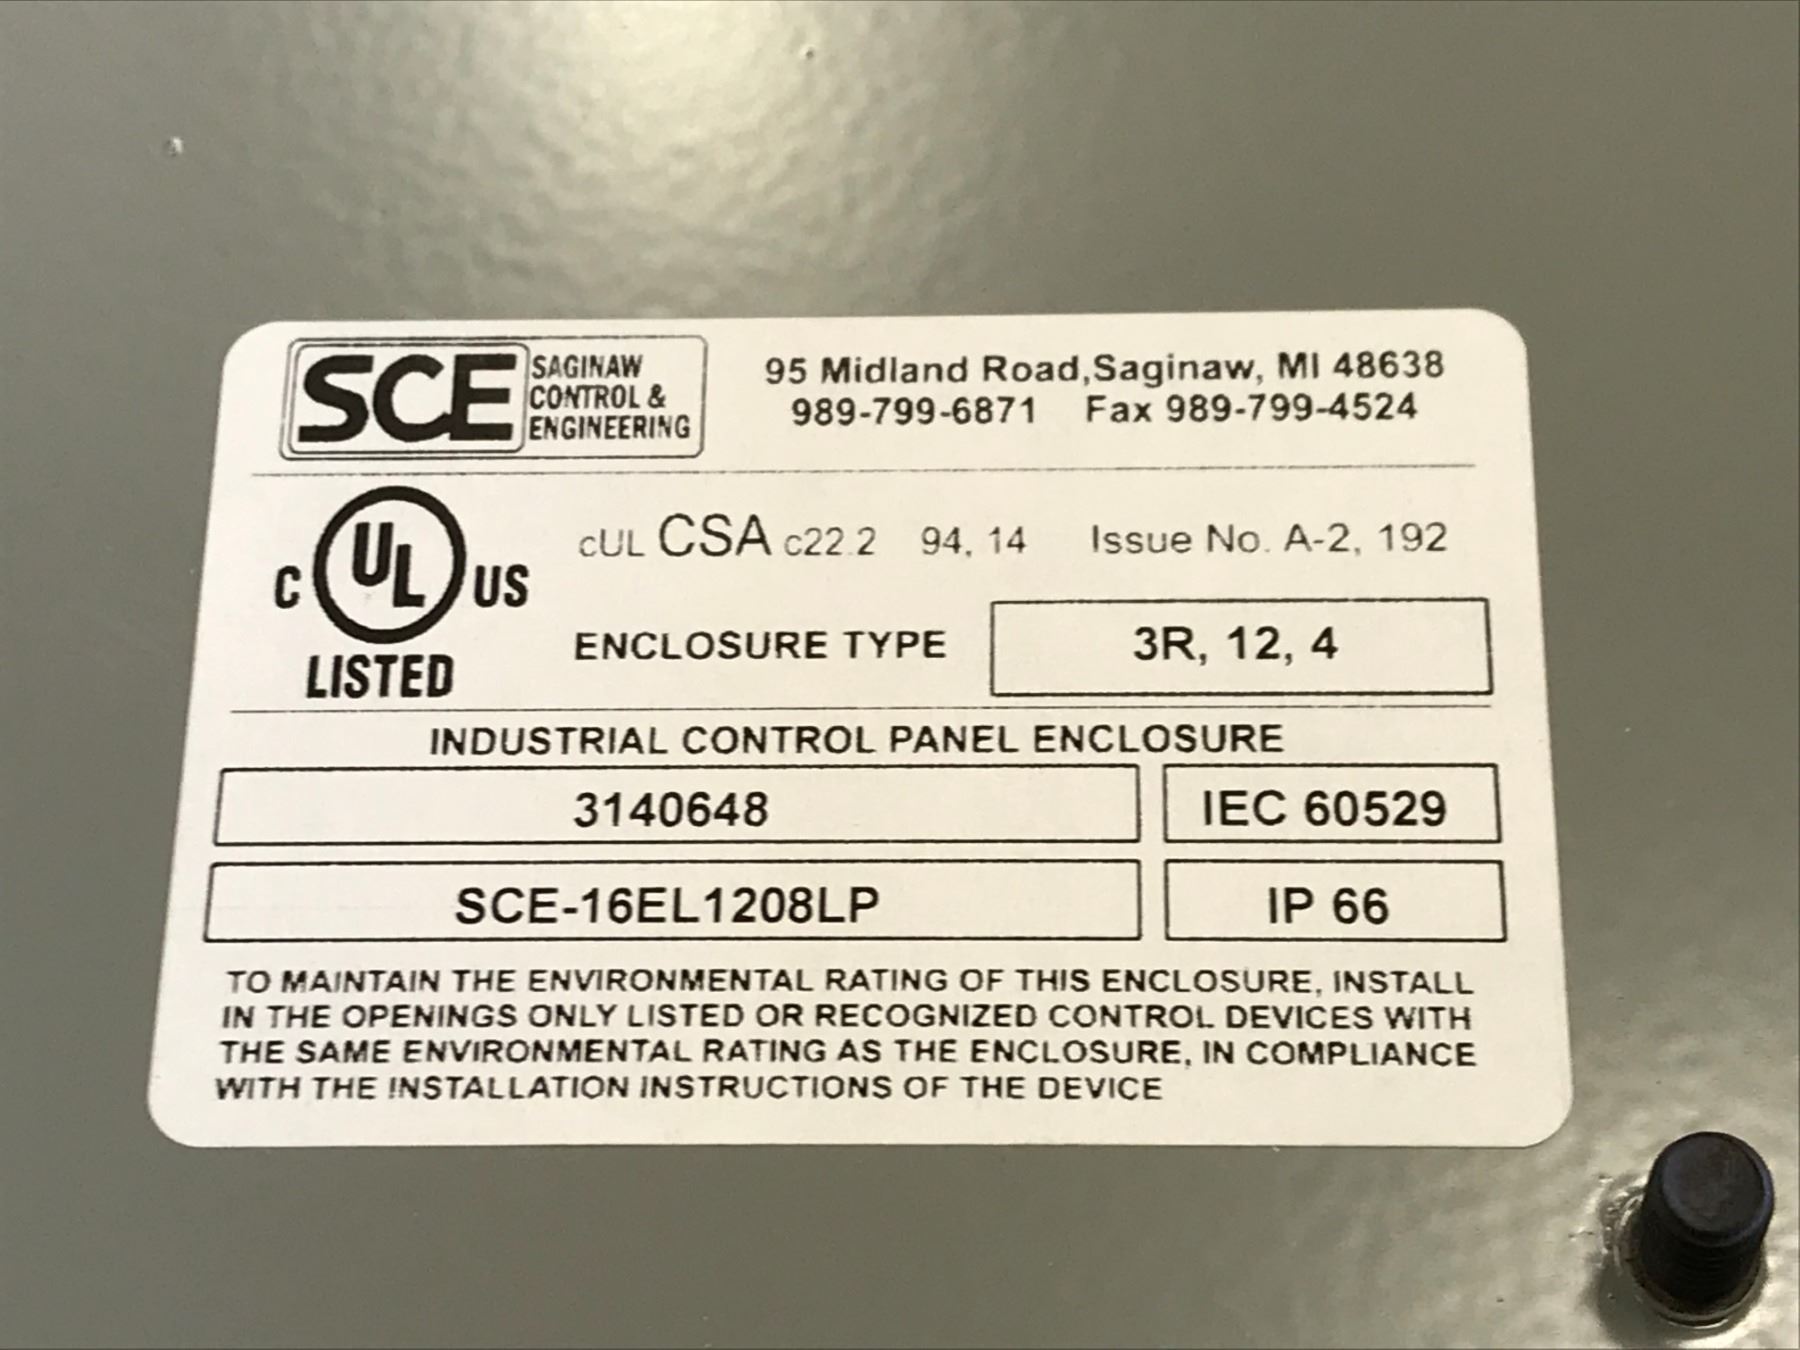 SCE SAGINAW
CONTROL &
ENGINEERING
95 Midland Road,Saginaw, MI 48638
989-799-6871 Fax 989-799-4524
C UL US
LISTED
cUL CSA c22.2 94, 14 Issue No. A-2, 192
ENCLOSURE TYPE 3R, 12, 4
INDUSTRIAL CONTROL PANEL ENCLOSURE
3140648 IEC 60529
SCE-16EL1208LP IP 66
TO MAINTAIN THE ENVIRONMENTAL RATING OF THIS ENCLOSURE, INSTALL
IN THE OPENINGS ONLY LISTED OR RECOGNIZED CONTROL DEVICES WITH
THE SAME ENVIRONMENTAL RATING AS THE ENCLOSURE, IN COMPLIANCE
WITH THE INSTALLATION INSTRUCTIONS OF THE DEVICE